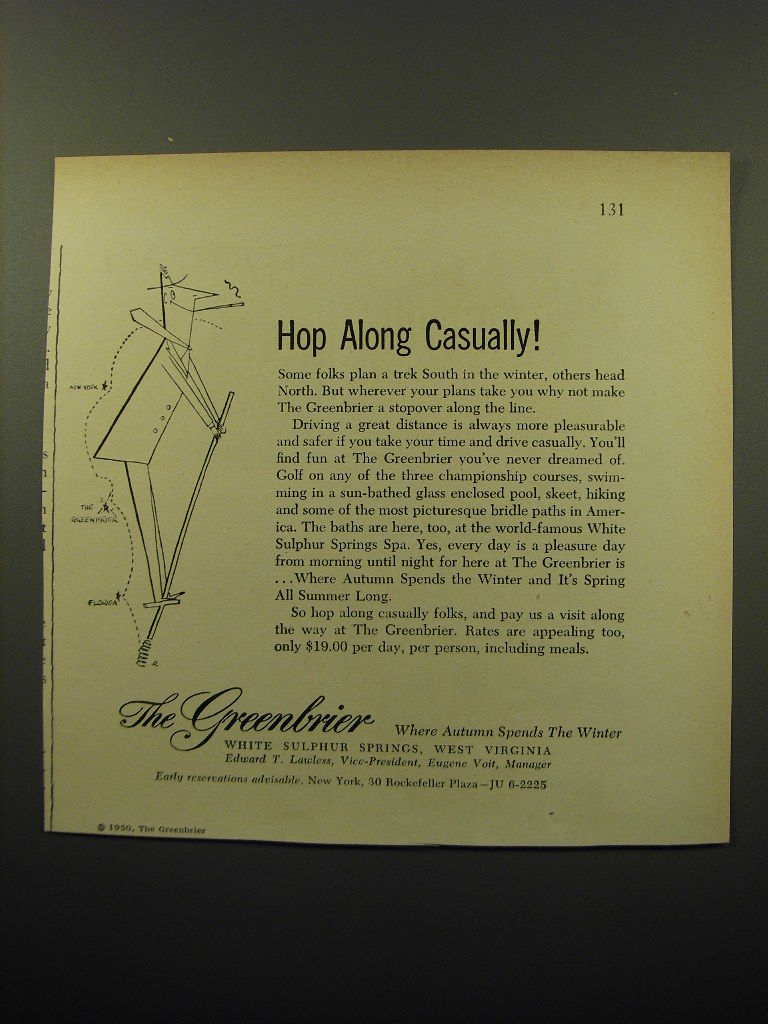 131
Hop Along Casually!
Some folks plan a trek South in the winter, others head
North. But wherever your plans take you why not make
The Greenbrier a stopover along the line.
Driving a great distance is always more pleasurable
and safer if you take your time and drive casually. You'll
find fun at The Greenbrier you've never dreamed of.
Golf on any of the three championship courses, swim-
ming in a sun-bathed glass enclosed pool, skeet, hiking
and some of the most picturesque bridle paths in Amer-
ica. The baths are here, too, at the world-famous White
Sulphur Springs Spa. Yes, every day is a pleasure day
from morning until night for here at The Greenbrier is
...Where Autumn Spends the Winter and It's Spring
All Summer Long.
So hop along casually folks, and pay us a visit along
the way at The Greenbrier. Rates are appealing too,
only $19.00 per day, per person, including meals.
NEW YORK
THE
GREENBRIER
FLORIDA
The Greenbrier Where Autumn Spends The Winter
WHITE SULPHUR SPRINGS, WEST VIRGINIA
Edward T. Lawless, Vice-President, Eugene Voit, Manager
Early reservations advisable. New York, 30 Rockefeller Plaza—JU 6-2225
© 1956, The Greenbrier